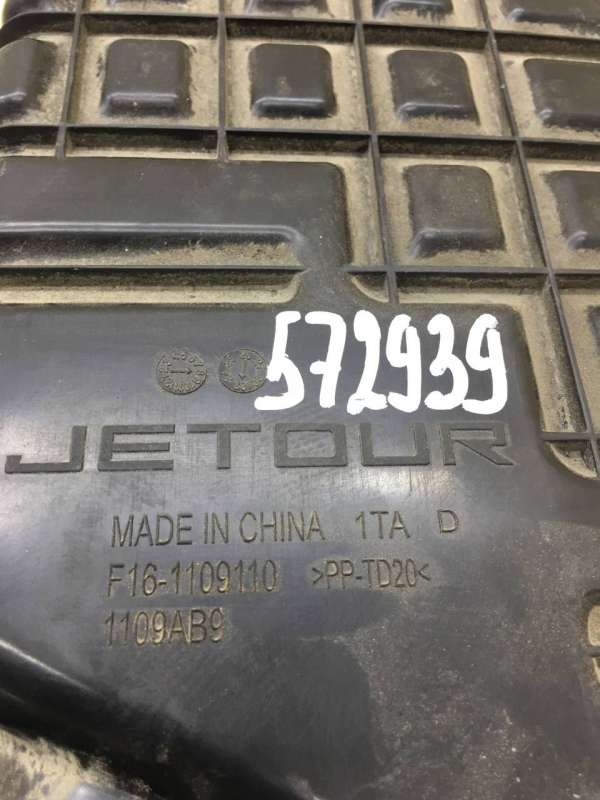 572939
JETOUR
MADE IN CHINA 1TA D
F16-1109110 >PP-TD20<
1109AB9